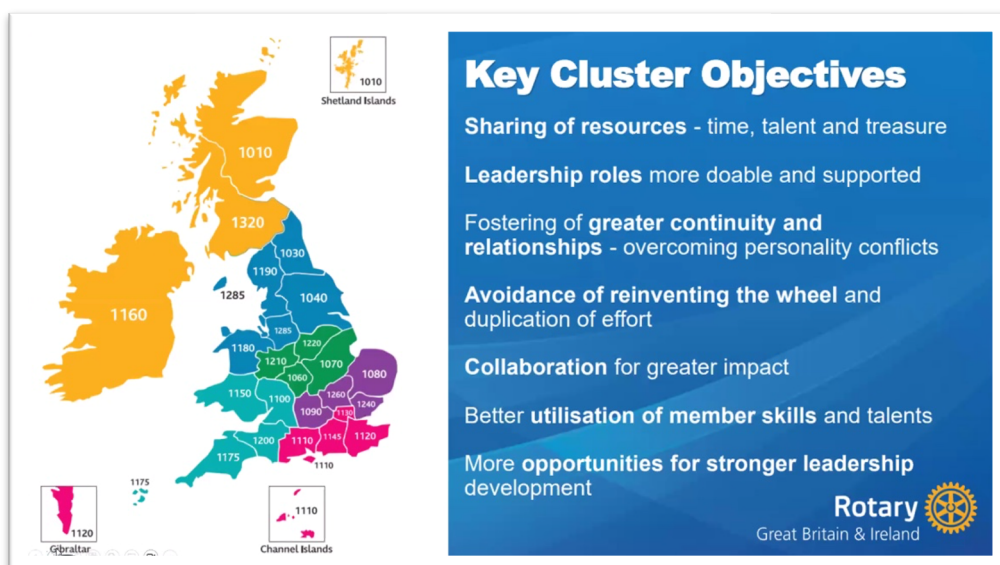 1010
Shetland Islands
1010
1320
1030
1190
1285
1040
1160
1285
1220
1180
1210
1070
1080
1060
1150
1100
1260
1240
1090
1130
1200
1110
1145
1120
1175
1110
1175
1120
Gibraltar
1110
Channel Islands
Key Cluster Objectives
Sharing of resources - time, talent and treasure
Leadership roles more doable and supported
Fostering of greater continuity and
relationships - overcoming personality conflicts
Avoidance of reinventing the wheel and
duplication of effort
Collaboration for greater impact
Better utilisation of member skills and talents
More opportunities for stronger leadership
development
Rotary
Great Britain & Ireland